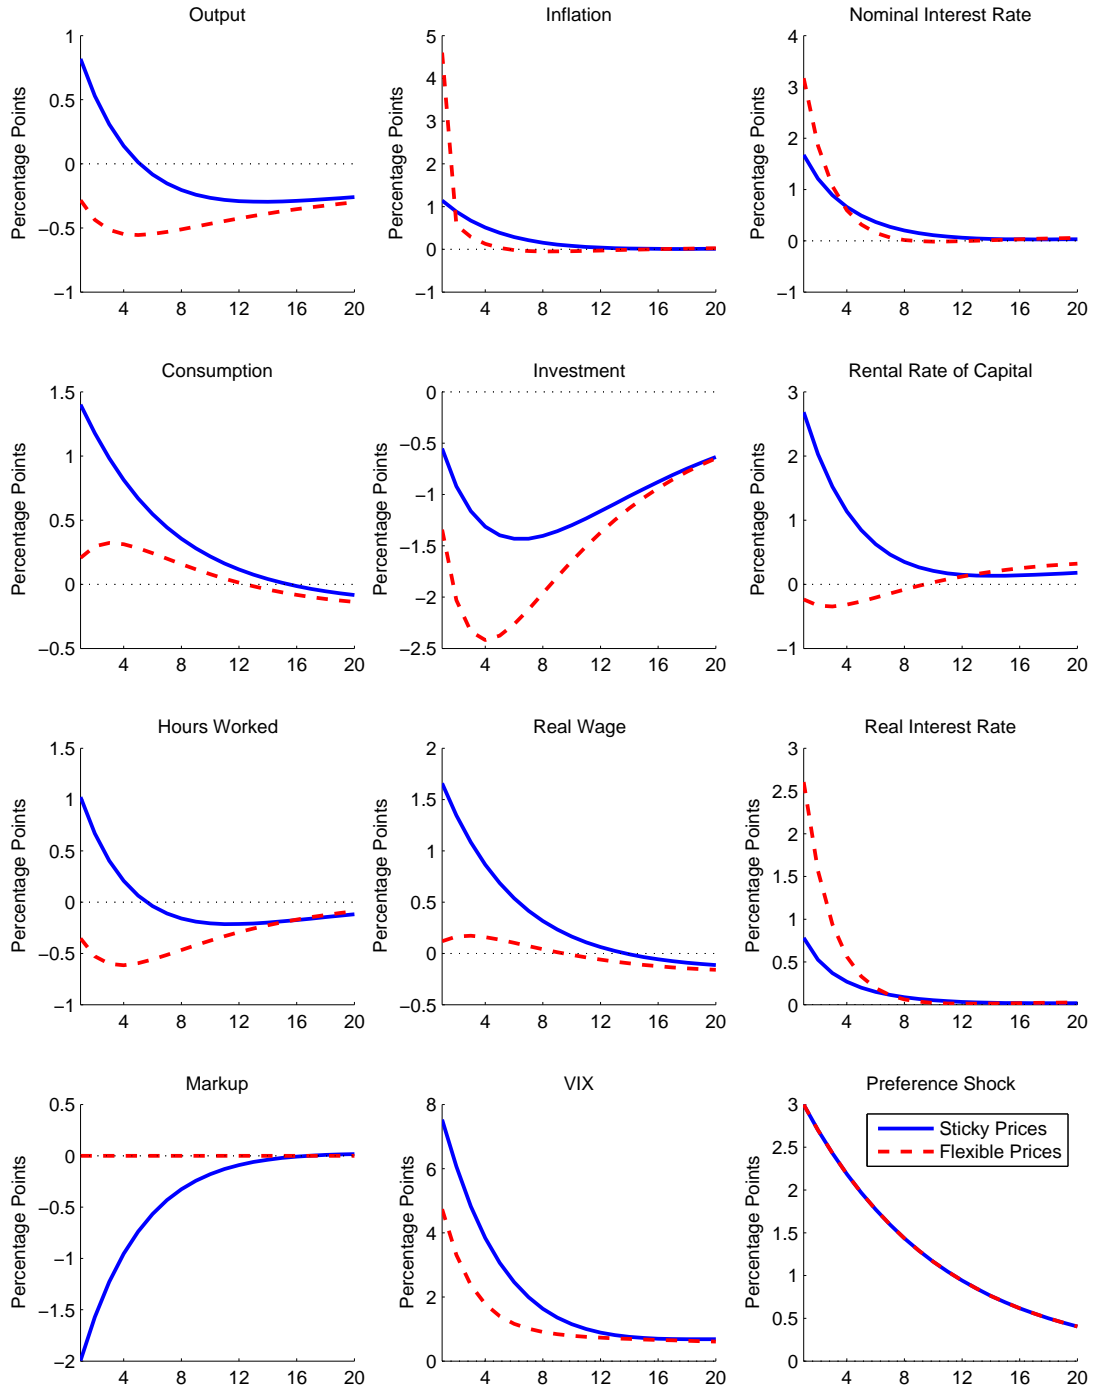 Output
Inflation
Nominal Interest Rate
Percentage Points
1
0.5
0
−0.5
−1
4 8 12 16 20
Percentage Points
5
4
3
2
1
0
−1
4 8 12 16 20
Percentage Points
4
3
2
1
0
−1
4 8 12 16 20
Consumption
Investment
Rental Rate of Capital
Percentage Points
1.5
1
0.5
0
−0.5
4 8 12 16 20
Percentage Points
0
−0.5
−1
−1.5
−2
−2.5
4 8 12 16 20
Percentage Points
3
2
1
0
−1
4 8 12 16 20
Hours Worked
Real Wage
Real Interest Rate
Percentage Points
1.5
1
0.5
0
−0.5
−1
4 8 12 16 20
Percentage Points
2
1.5
1
0.5
0
−0.5
4 8 12 16 20
Percentage Points
3
2.5
2
1.5
1
0.5
0
4 8 12 16 20
Markup
VIX
Preference Shock
Percentage Points
0.5
0
−0.5
−1
−1.5
−2
4 8 12 16 20
Percentage Points
8
6
4
2
0
4 8 12 16 20
Percentage Points
3
2.5
2
1.5
1
0.5
0
4 8 12 16 20
Sticky Prices
Flexible Prices